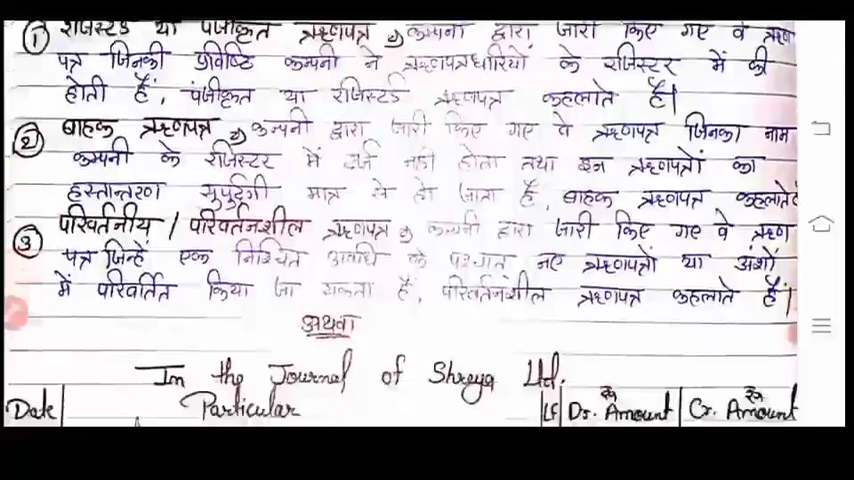 ① रजिस्टर्ड या पंजीकृत ऋणपत्र कम्पनी द्वारा जारी किए गए वे ऋण
पत्र जिनकी प्रविष्टि कम्पनी ने ऋणपत्रधारियों के रजिस्टर में की
होती है, पंजीकृत या रजिस्टर्ड ऋणपत्र कहलाते हैं।
② बाहक ऋणपत्र कम्पनी द्वारा जारी किए गए वे ऋणपत्र जिनका नाम
कम्पनी के रजिस्टर में दर्ज नही होता तथा इन ऋणपत्रों का
हस्तान्तरण सुपुर्दगी मात्र से हो जाता है, बाहक ऋणपत्र कहलाते
③ परिवर्तनीय / परिवर्तनशील ऋणपत्र कम्पनी द्वारा जारी किए गए वे ऋण
पत्र जिन्हें एक निश्चित अवधि के पश्चात् नए ऋणपत्रों या अंशो
में परिवर्तित किया जा सकता है, परिवर्तनशील ऋणपत्र कहलाते हैं।
अथवा
In the Journal of Shreya Ltd.
Date Particular LF Dr. Amount Cr. Amount